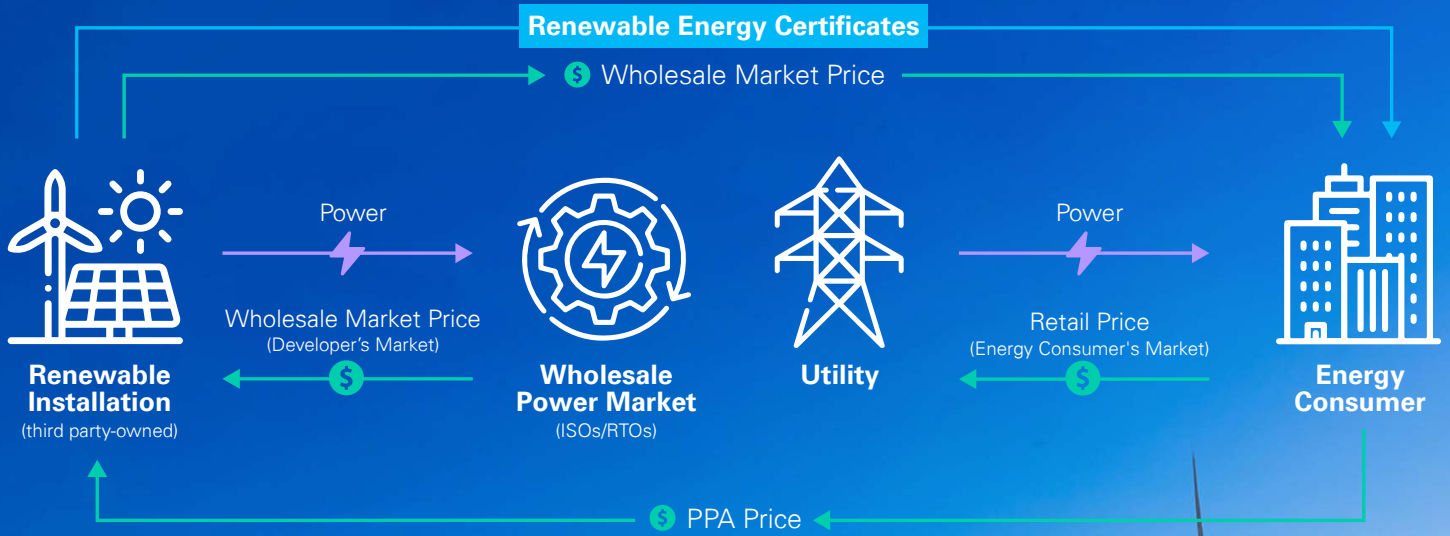 Renewable Energy Certificates
$ Wholesale Market Price
Power
Power
Wholesale Market Price
(Developer’s Market)
$
Retail Price
(Energy Consumer's Market)
$
Renewable
Installation
(third party-owned)
Wholesale
Power Market
(ISOs/RTOs)
Utility
Energy
Consumer
$ PPA Price